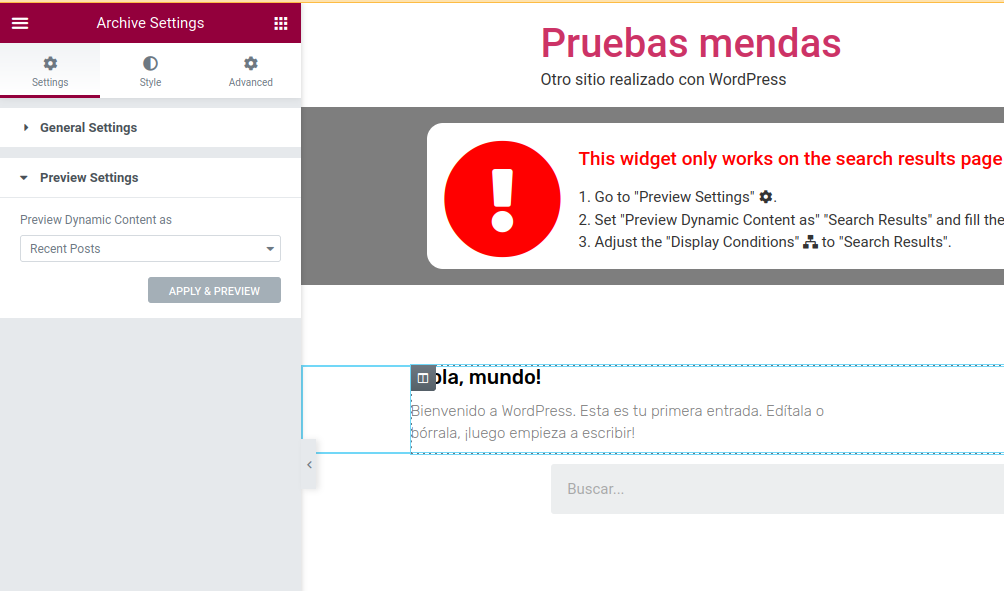 Archive Settings
Settings
Style
Advanced
General Settings
Preview Settings
Preview Dynamic Content as
Recent Posts
APPLY & PREVIEW
Pruebas mendas
Otro sitio realizado con WordPress
This widget only works on the search results page
1. Go to "Preview Settings" .
2. Set "Preview Dynamic Content as" "Search Results" and fill the
3. Adjust the "Display Conditions" to "Search Results".
ola, mundo!
Bienvenido a WordPress. Esta es tu primera entrada. Edítala o
bórrala, ¡luego empieza a escribir!
Buscar...